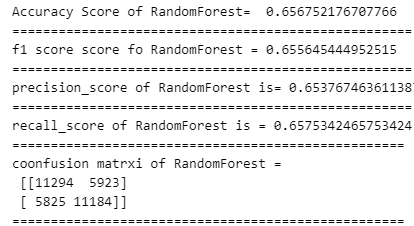 Accuracy Score of RandomForest=  0.656752176707766
==================================================
f1 score score fo RandomForest = 0.655645444952515
==================================================
precision_score of RandomForest is= 0.65376746361138
==================================================
recall_score of RandomForest is = 0.6575342465753424
=================================================
coonfusion matrxi of RandomForest =
[[11294  5923]
[ 5825 11184]]
=================================================